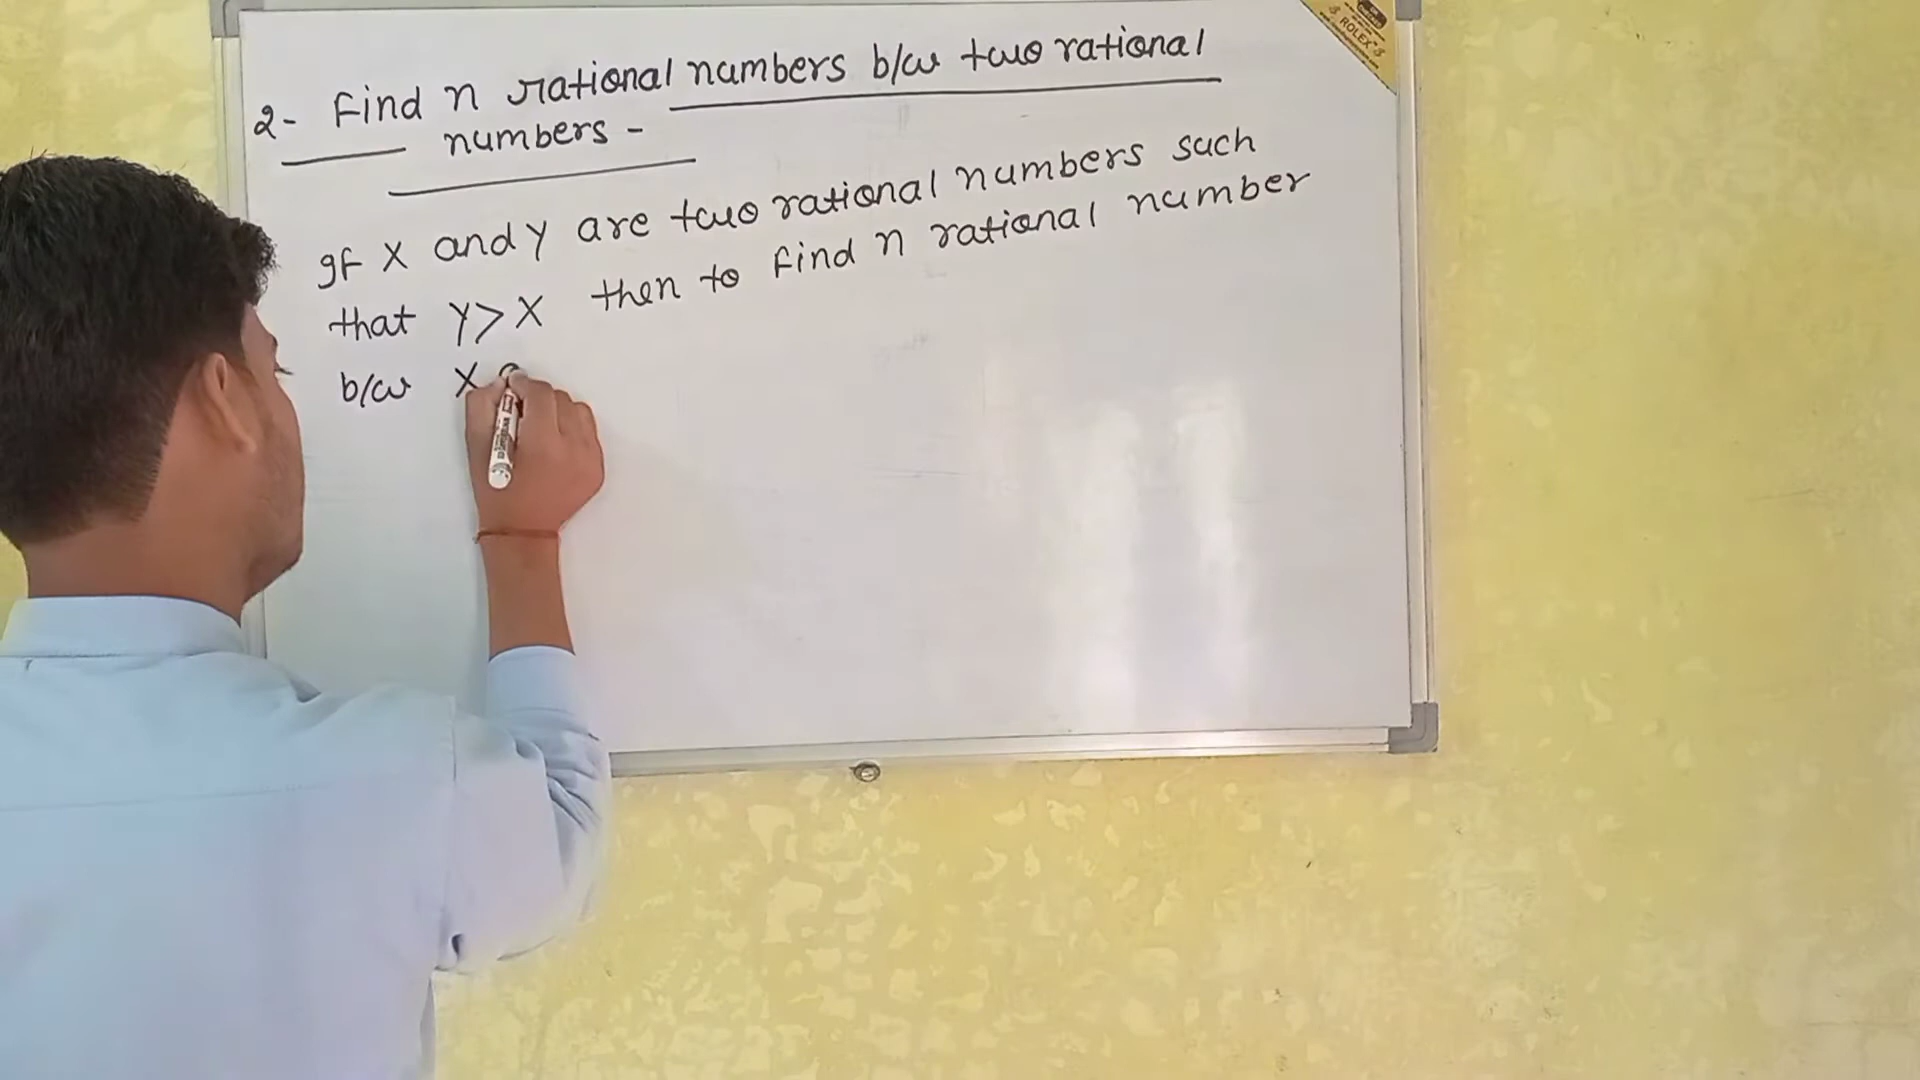 2- Find n rational numbers b/w two rational
numbers -
If X and Y are two rational numbers such
that Y>X then to find n rational number
b/w X
ROLEX